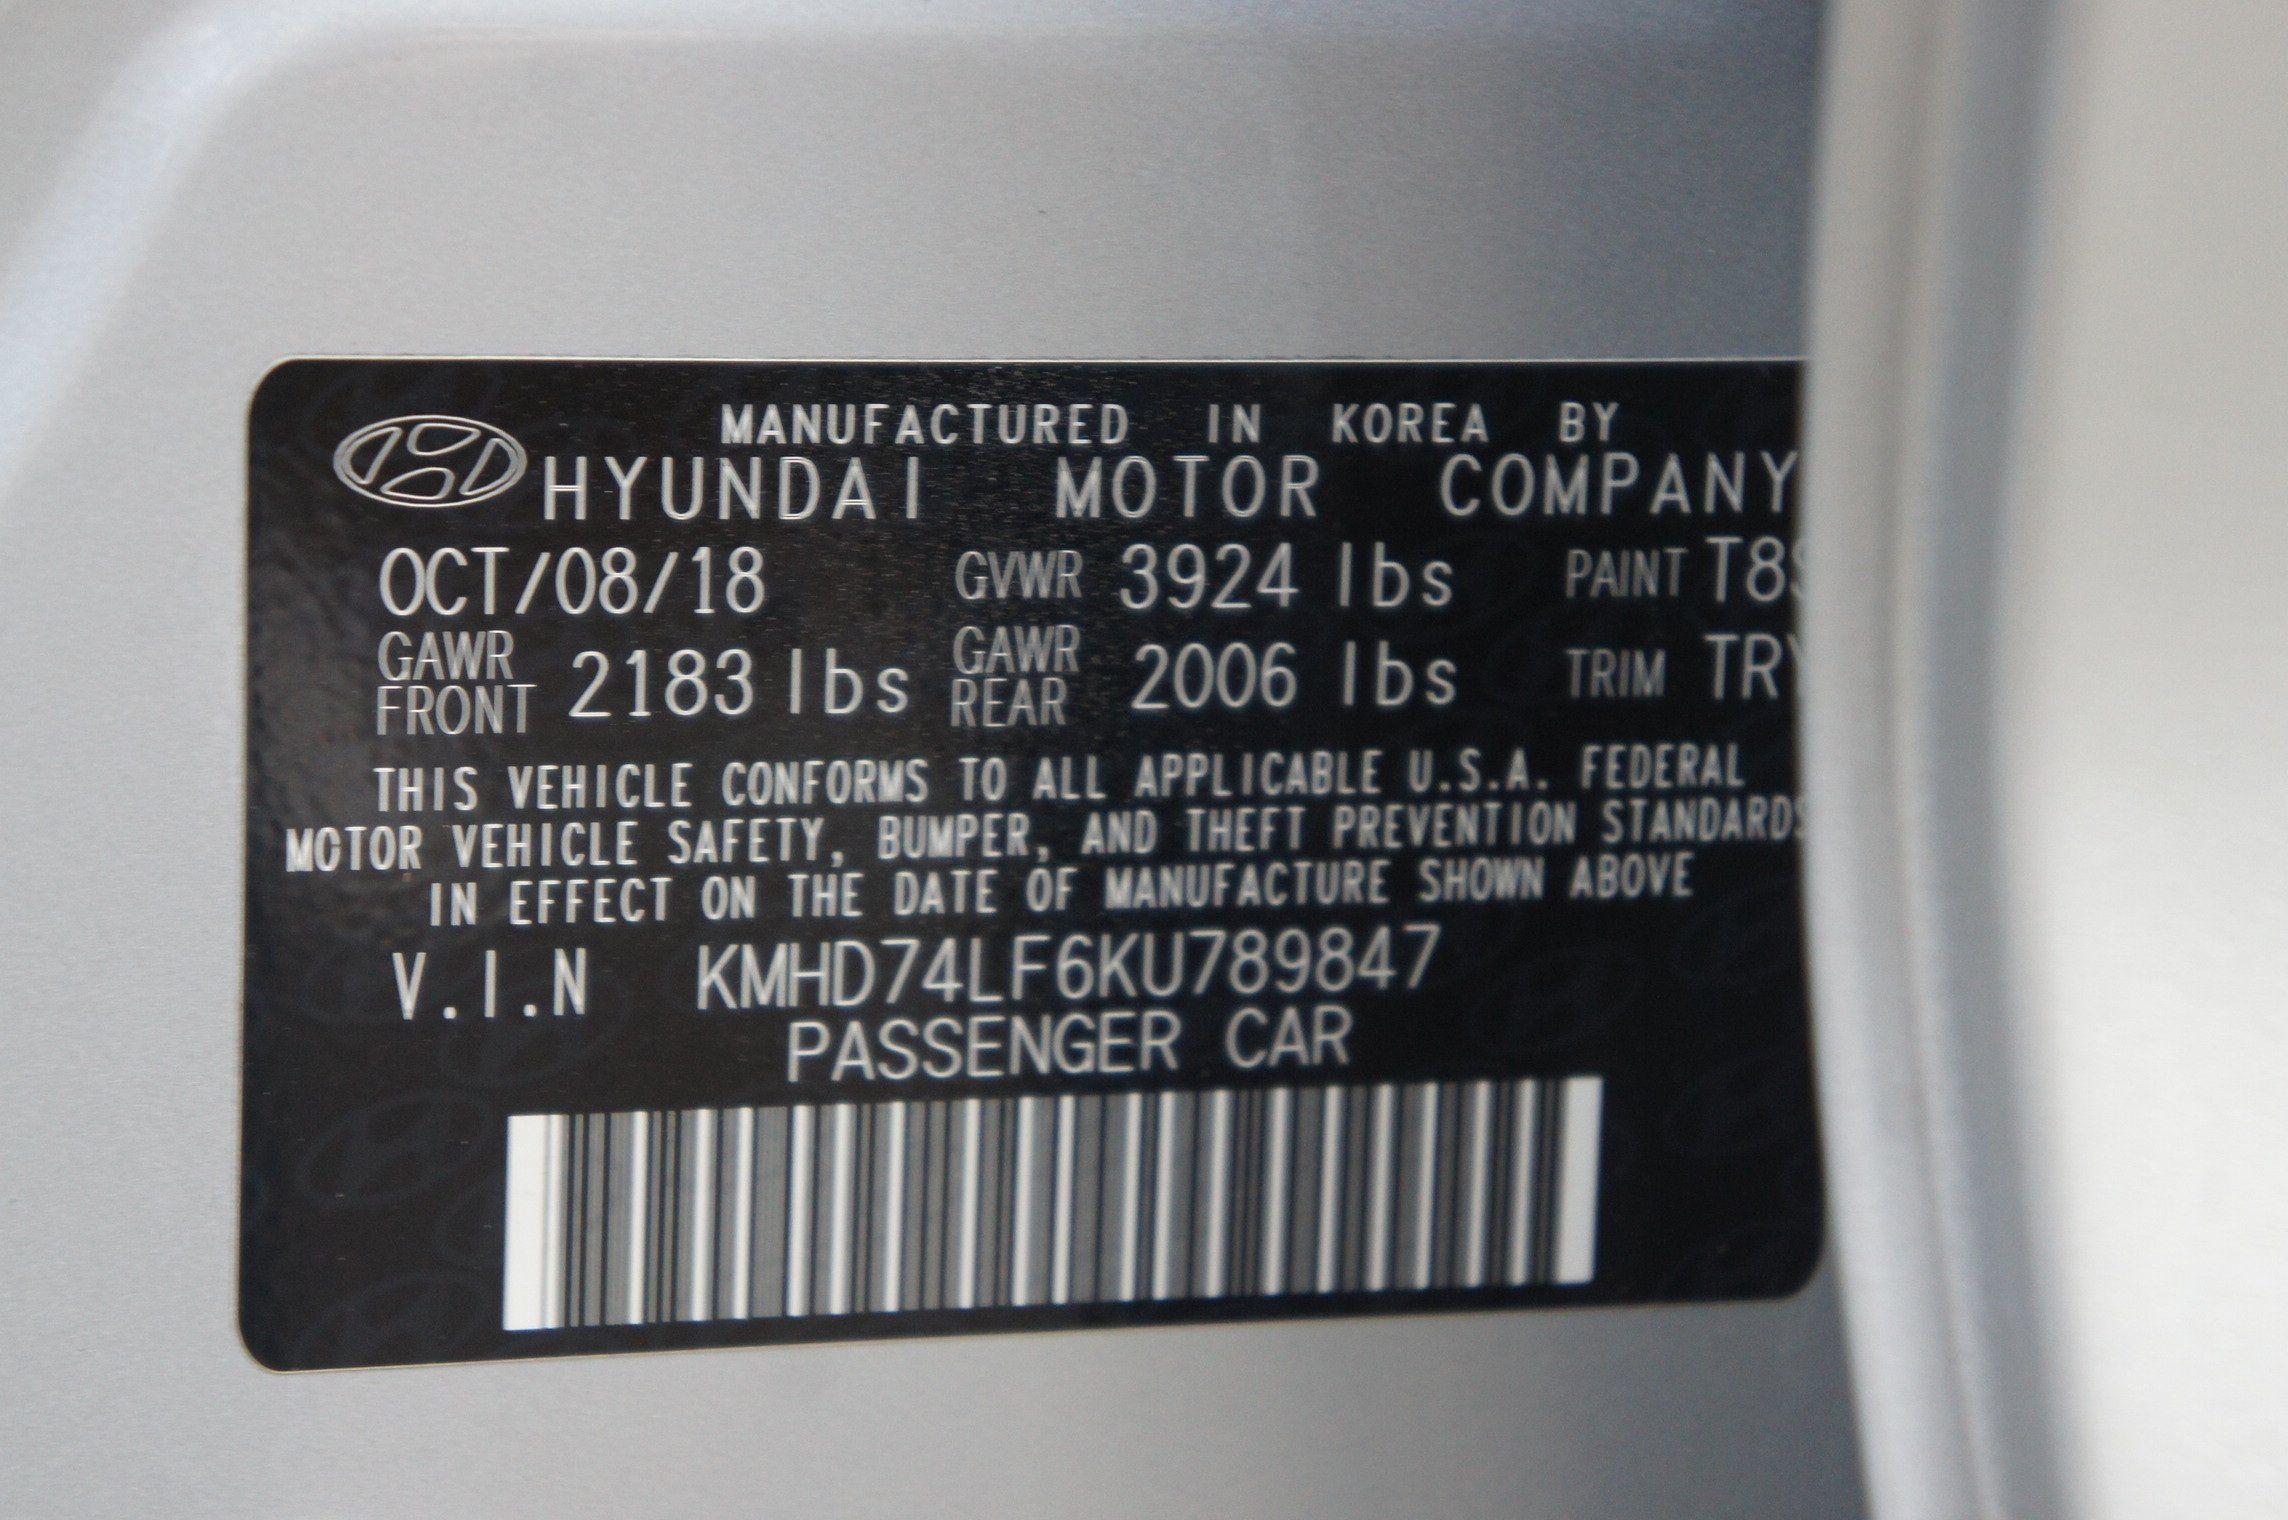 MANUFACTURED IN KOREA BY
HYUNDAI MOTOR COMPANY
OCT/08/18 GVWR 3924 lbs PAINT T8
GAWR FRONT 2183 lbs GAWR REAR 2006 lbs TRIM TRY
THIS VEHICLE CONFORMS TO ALL APPLICABLE U.S.A. FEDERAL
MOTOR VEHICLE SAFETY, BUMPER, AND THEFT PREVENTION STANDARDS
IN EFFECT ON THE DATE OF MANUFACTURE SHOWN ABOVE
V.I.N KMHD74LF6KU789847
PASSENGER CAR